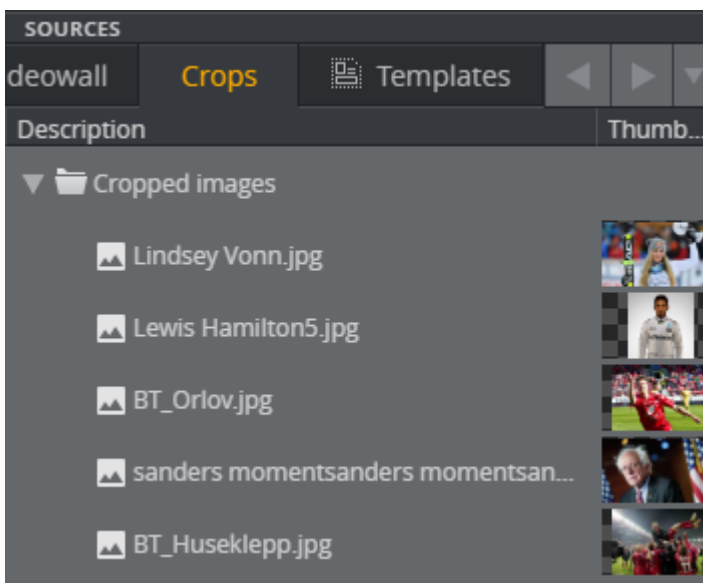 SOURCES
deowall Crops Templates
Description Thumb...
Cropped images
Lindsey Vonn.jpg
Lewis Hamilton5.jpg
BT_Orlov.jpg
sanders momentsanders momentsan...
BT_Huseklepp.jpg